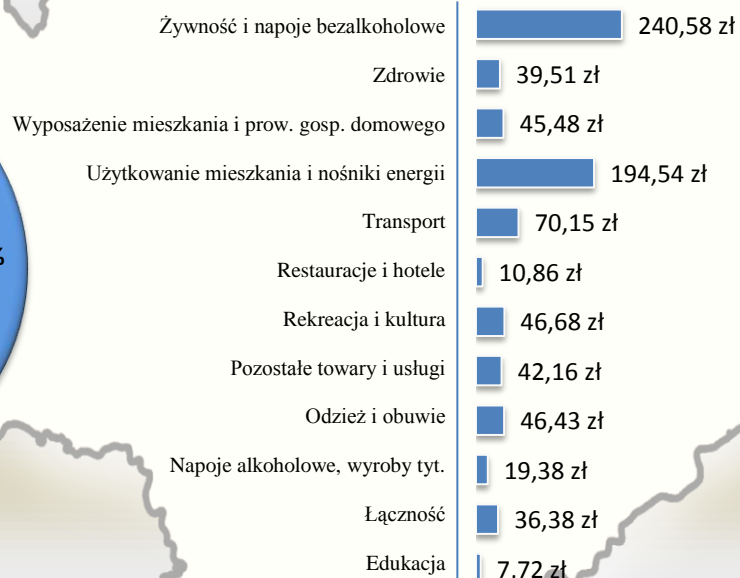 Żywność i napoje bezalkoholowe 240,58 zł
Zdrowie 39,51 zł
Wyposażenie mieszkania i prow. gosp. domowego 45,48 zł
Użytkowanie mieszkania i nośniki energii 194,54 zł
Transport 70,15 zł
Restauracje i hotele 10,86 zł
%
Rekreacja i kultura 46,68 zł
Pozostałe towary i usługi 42,16 zł
Odzież i obuwie 46,43 zł
Napoje alkoholowe, wyroby tyt. 19,38 zł
Łączność 36,38 zł
Edukacja 7,72 zł